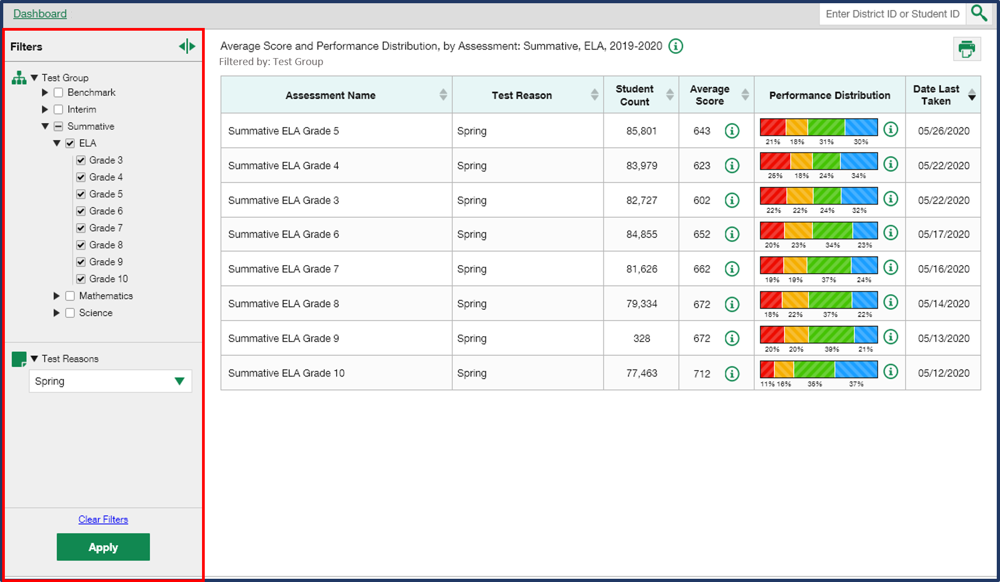 Dashboard
Enter District ID or Student ID
Filters
Test Group
Benchmark
Interim
Summative
ELA
Grade 3
Grade 4
Grade 5
Grade 6
Grade 7
Grade 8
Grade 9
Grade 10
Mathematics
Science
Test Reasons
Spring
Clear Filters
Apply
Average Score and Performance Distribution, by Assessment: Summative, ELA, 2019-2020
Filtered by: Test Group
Assessment Name Test Reason Student Count Average Score Performance Distribution Date Last Taken
Summative ELA Grade 5 Spring 85,801 643 05/26/2020
21% 18% 31% 30%
Summative ELA Grade 4 Spring 83,979 623 05/22/2020
26% 18% 24% 34%
Summative ELA Grade 3 Spring 82,727 602 05/22/2020
22% 22% 24% 32%
Summative ELA Grade 6 Spring 84,855 652 05/17/2020
20% 23% 34% 23%
Summative ELA Grade 7 Spring 81,626 662 05/16/2020
19% 19% 37% 24%
Summative ELA Grade 8 Spring 79,334 672 05/14/2020
18% 22% 37% 22%
Summative ELA Grade 9 Spring 328 672 05/13/2020
20% 20% 39% 21%
Summative ELA Grade 10 Spring 77,463 712 05/12/2020
11% 16% 35% 37%